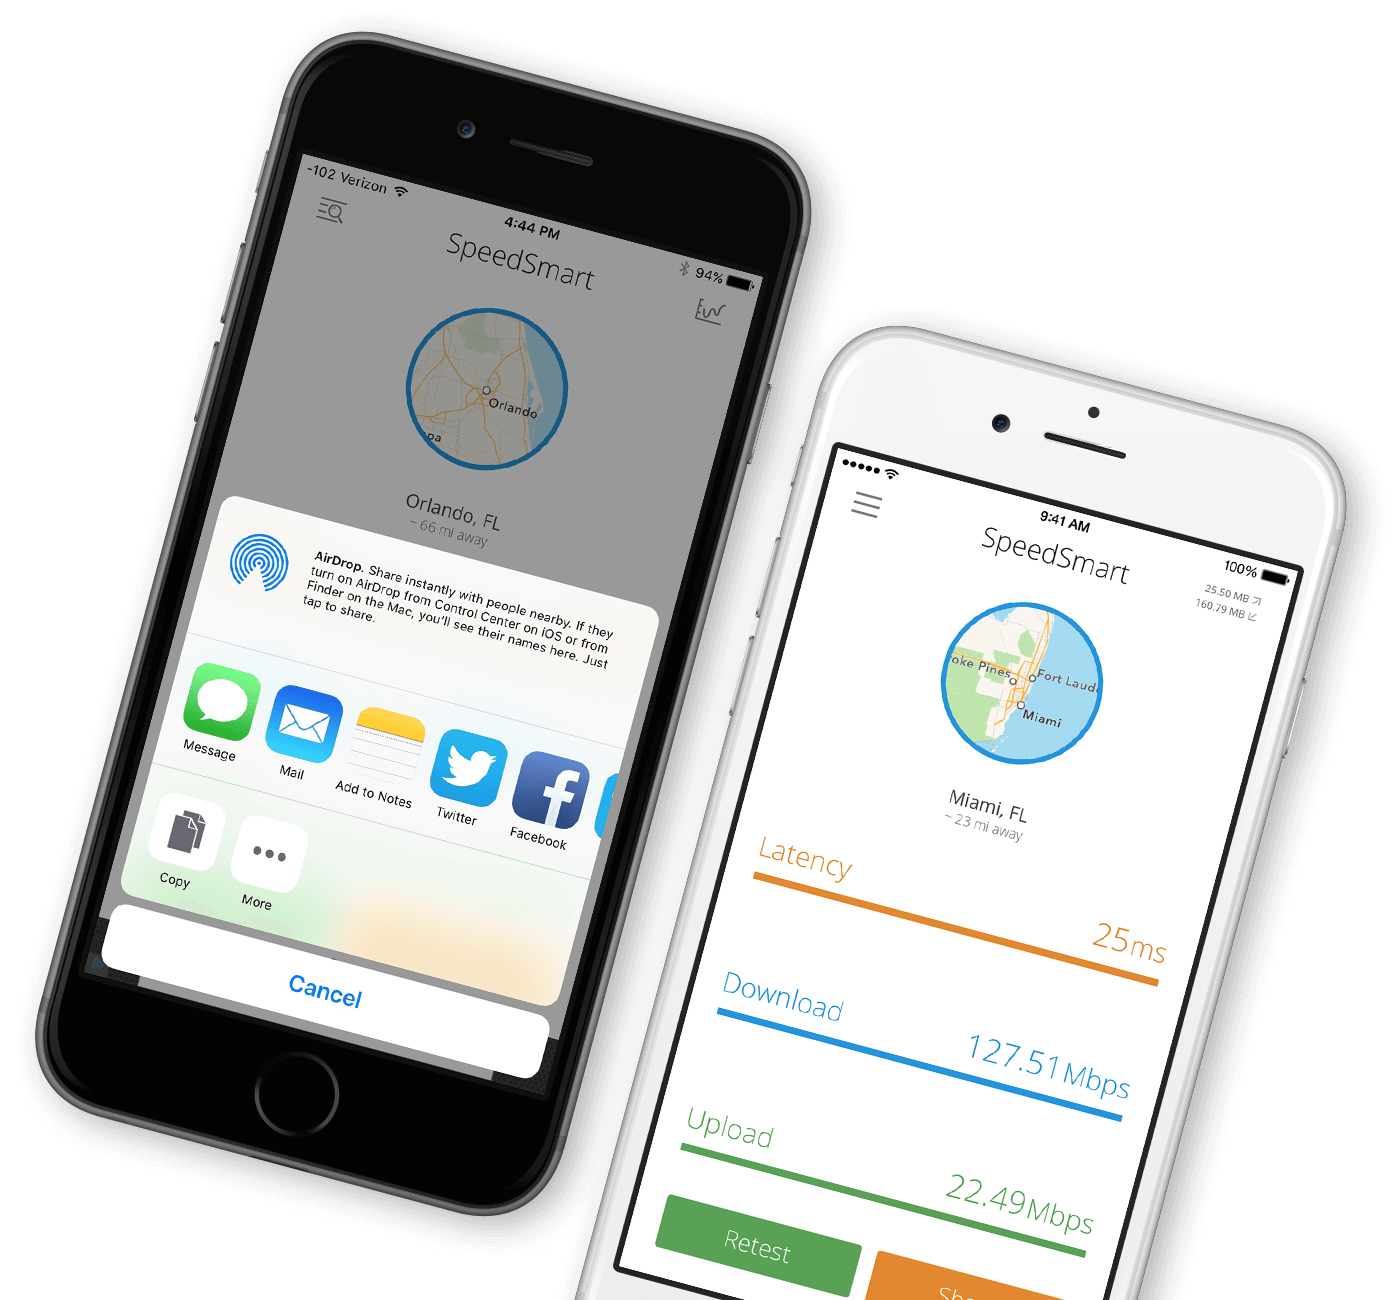 -102 Verizon
4:44 PM
94%
SpeedSmart
Orlando
Orlando, FL
~ 66 mi away
AirDrop. Share instantly with people nearby. If they
turn on AirDrop from Control Center on iOS or from
Finder on the Mac, you'll see their names here. Just
tap to share.
Message
Mail
Add to Notes
Twitter
Facebook
Copy
More
Cancel
9:41 AM
100%
SpeedSmart
25.50 MB
160.79 MB
oke Pines
Fort Laud
Miami
Miami, FL
~ 23 mi away
Latency
25ms
Download
127.51 Mbps
Upload
22.49 Mbps
Retest